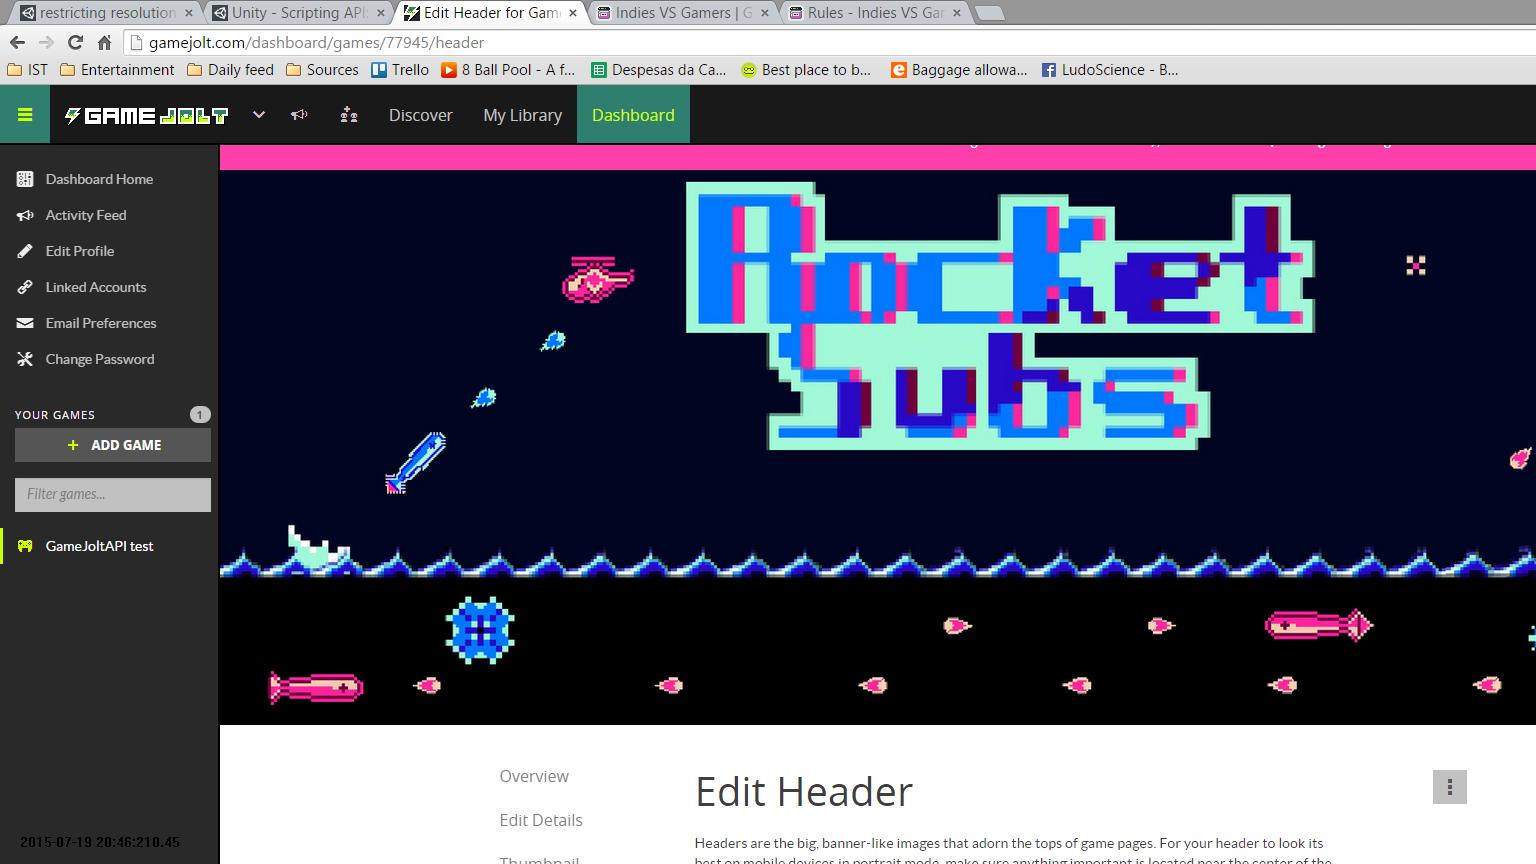 restricting resolution
Unity - Scripting API:
Edit Header for Gam
Indies VS Gamers | G
Rules - Indies VS Gar
gamejolt.com/dashboard/games/77945/header
IST
Entertainment
Daily feed
Sources
Trello
8 Ball Pool - A f...
Despesas da Ca...
Best place to b...
Baggage allowa...
LudoScience - B...
GAME JOLT
Discover
My Library
Dashboard
Dashboard Home
Activity Feed
Edit Profile
Linked Accounts
Email Preferences
Change Password
YOUR GAMES
1
+ ADD GAME
Filter games...
GameJoltAPI test
Rocket
Subs
Overview
Edit Details
Thumbnail
Edit Header
Headers are the big, banner-like images that adorn the tops of game pages. For your header to look its
best on mobile devices in portrait mode, make sure anything important is located near the center of the
2015-07-19 20:46:210.45